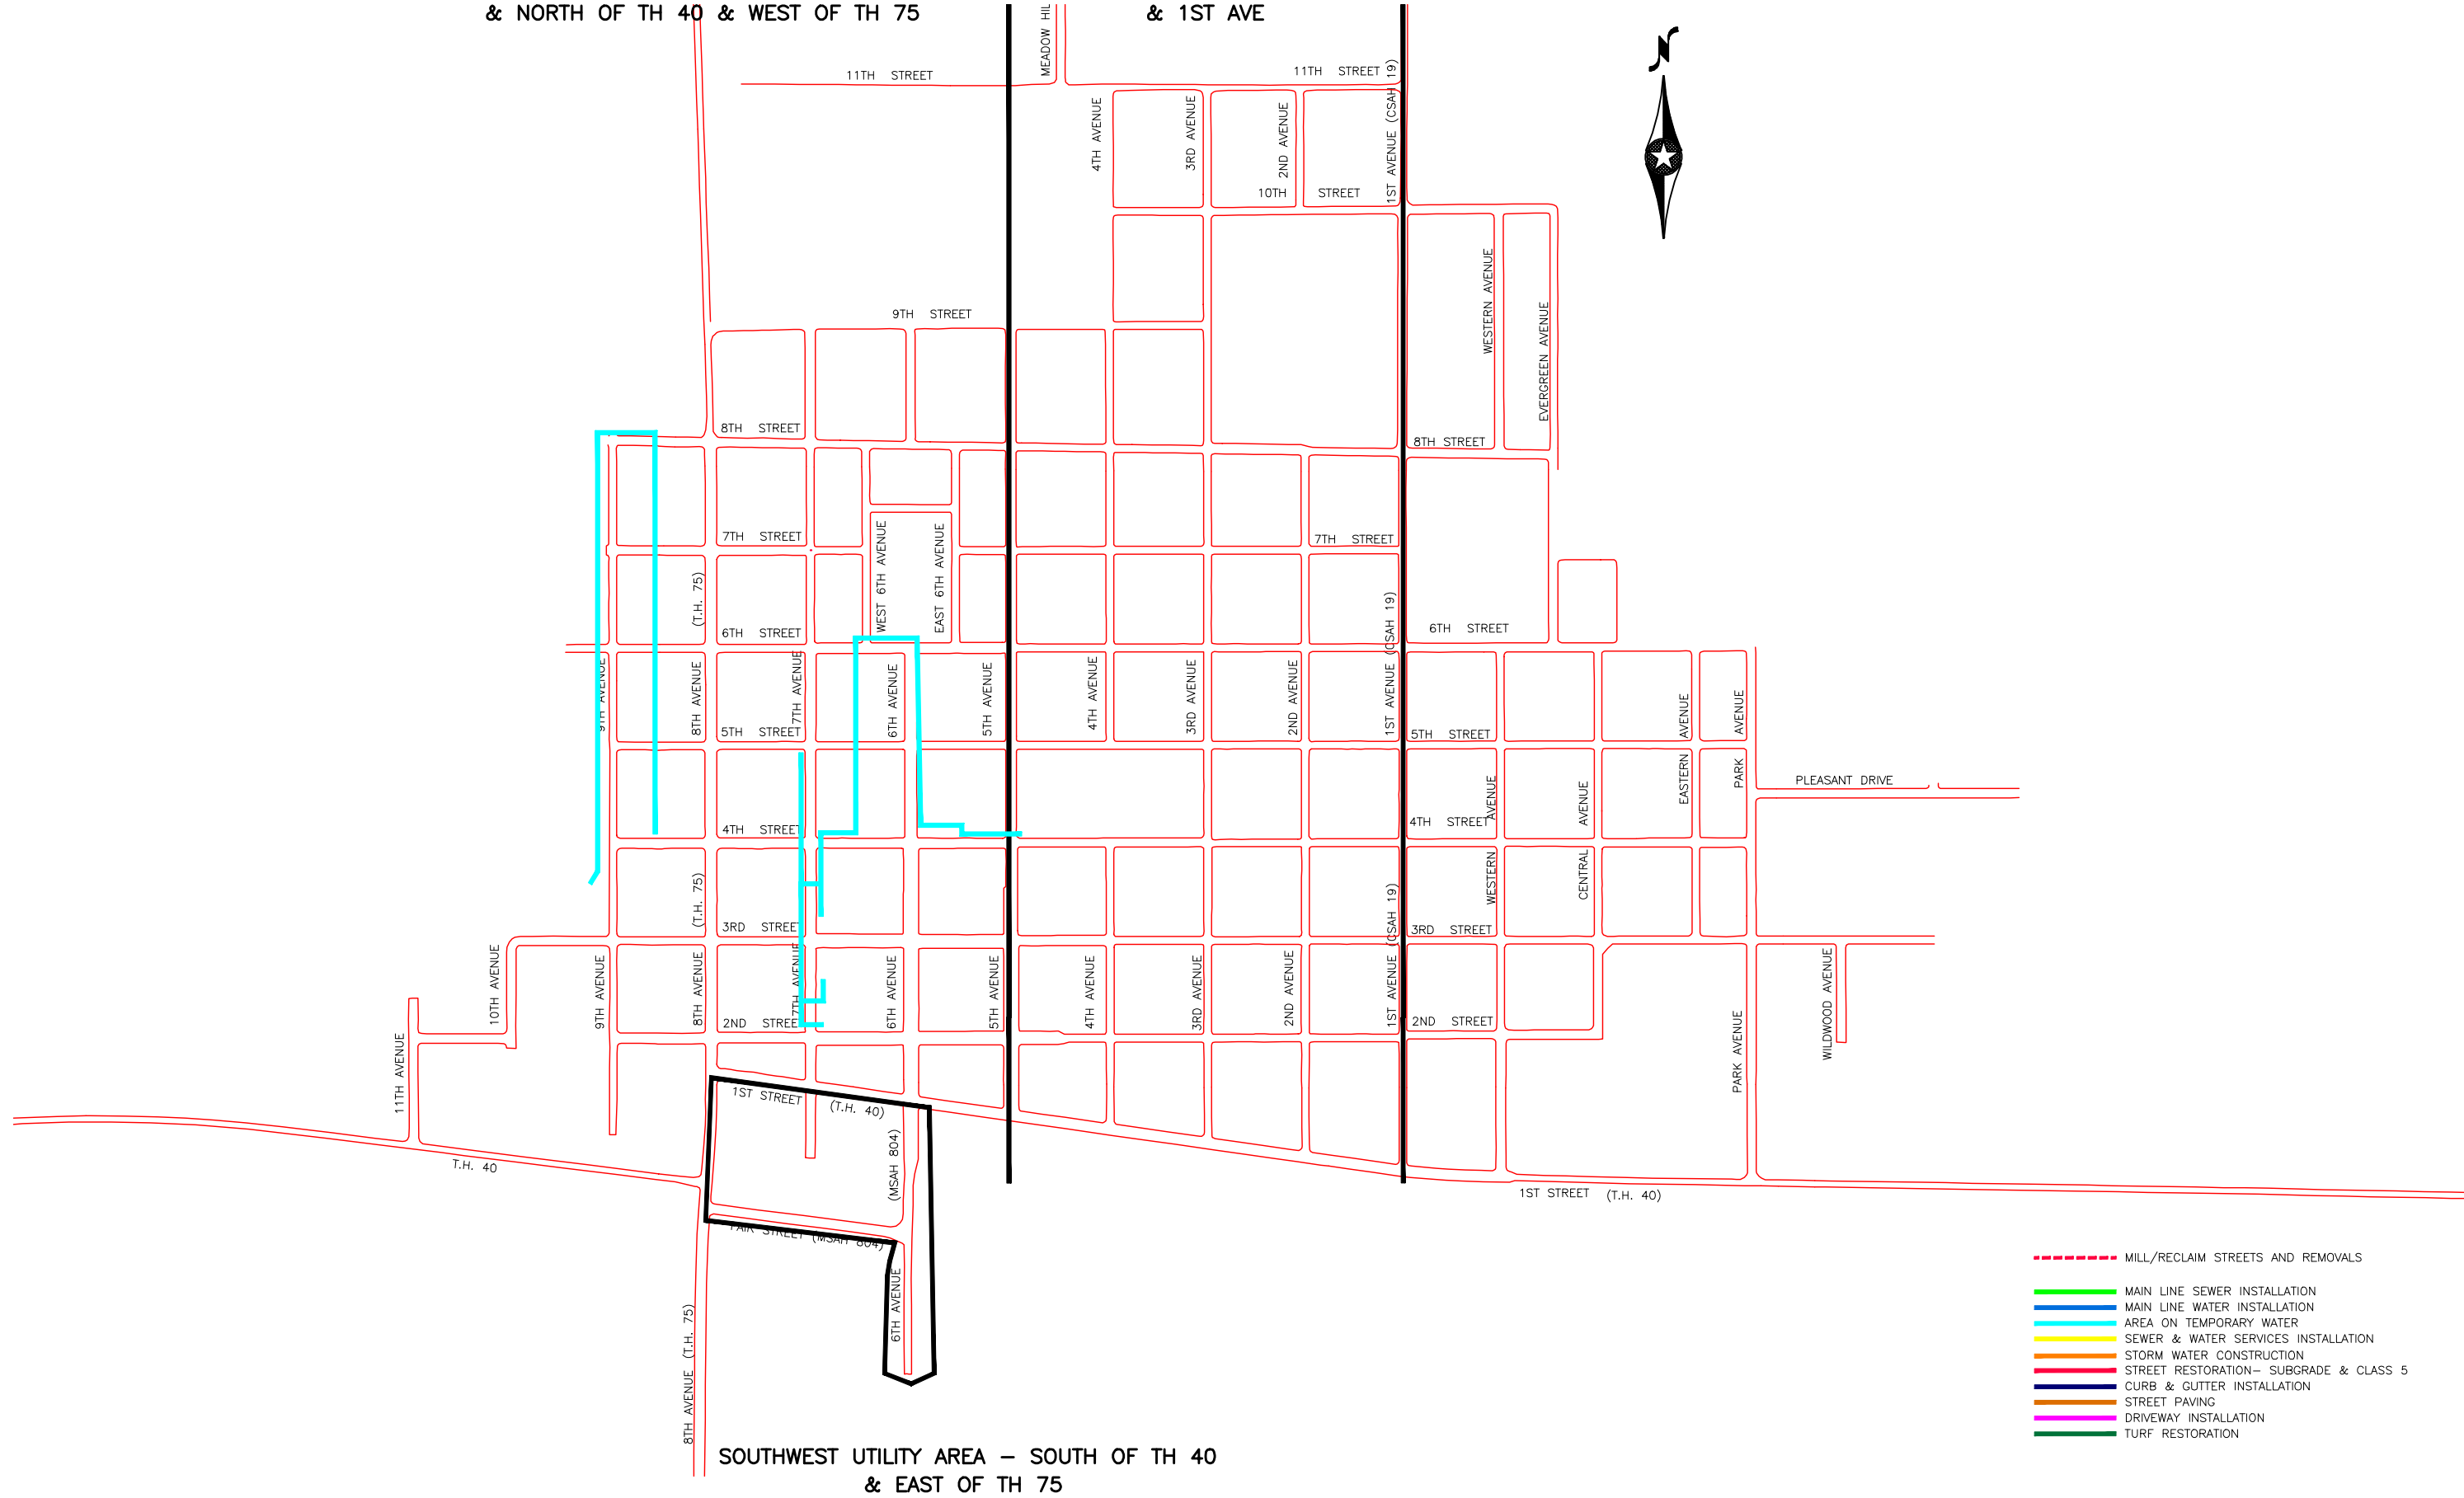 & NORTH OF TH 40 & WEST OF TH 75
& 1ST AVE
MEADOW HIL
N
11TH STREET
11TH STREET
4TH AVENUE
3RD AVENUE
2ND AVENUE
1ST AVENUE (CSAH 19)
10TH STREET
WESTERN AVENUE
EVERGREEN AVENUE
9TH STREET
8TH STREET
8TH STREET
7TH STREET
7TH STREET
WEST 6TH AVENUE
EAST 6TH AVENUE
(T.H. 75)
6TH STREET
6TH STREET
9TH AVENUE
8TH AVENUE
7TH AVENUE
6TH AVENUE
5TH AVENUE
4TH AVENUE
3RD AVENUE
2ND AVENUE
1ST AVENUE (CSAH 19)
5TH STREET
5TH STREET
EASTERN AVENUE
PARK AVENUE
PLEASANT DRIVE
4TH STREET
4TH STREET
WESTERN AVENUE
CENTRAL AVENUE
(T.H. 75)
3RD STREET
3RD STREET
11TH AVENUE
10TH AVENUE
9TH AVENUE
8TH AVENUE
7TH AVENUE
6TH AVENUE
5TH AVENUE
4TH AVENUE
3RD AVENUE
2ND AVENUE
1ST AVENUE (CSAH 19)
2ND STREET
2ND STREET
PARK AVENUE
WILDWOOD AVENUE
1ST STREET (T.H. 40)
T.H. 40
(MSAH 804)
1ST STREET (T.H. 40)
FAIR STREET (MSAH 804)
6TH AVENUE
8TH AVENUE (T.H. 75)
MILL/RECLAIM STREETS AND REMOVALS
MAIN LINE SEWER INSTALLATION
MAIN LINE WATER INSTALLATION
AREA ON TEMPORARY WATER
SEWER & WATER SERVICES INSTALLATION
STORM WATER CONSTRUCTION
STREET RESTORATION- SUBGRADE & CLASS 5
CURB & GUTTER INSTALLATION
STREET PAVING
DRIVEWAY INSTALLATION
TURF RESTORATION
SOUTHWEST UTILITY AREA - SOUTH OF TH 40
& EAST OF TH 75